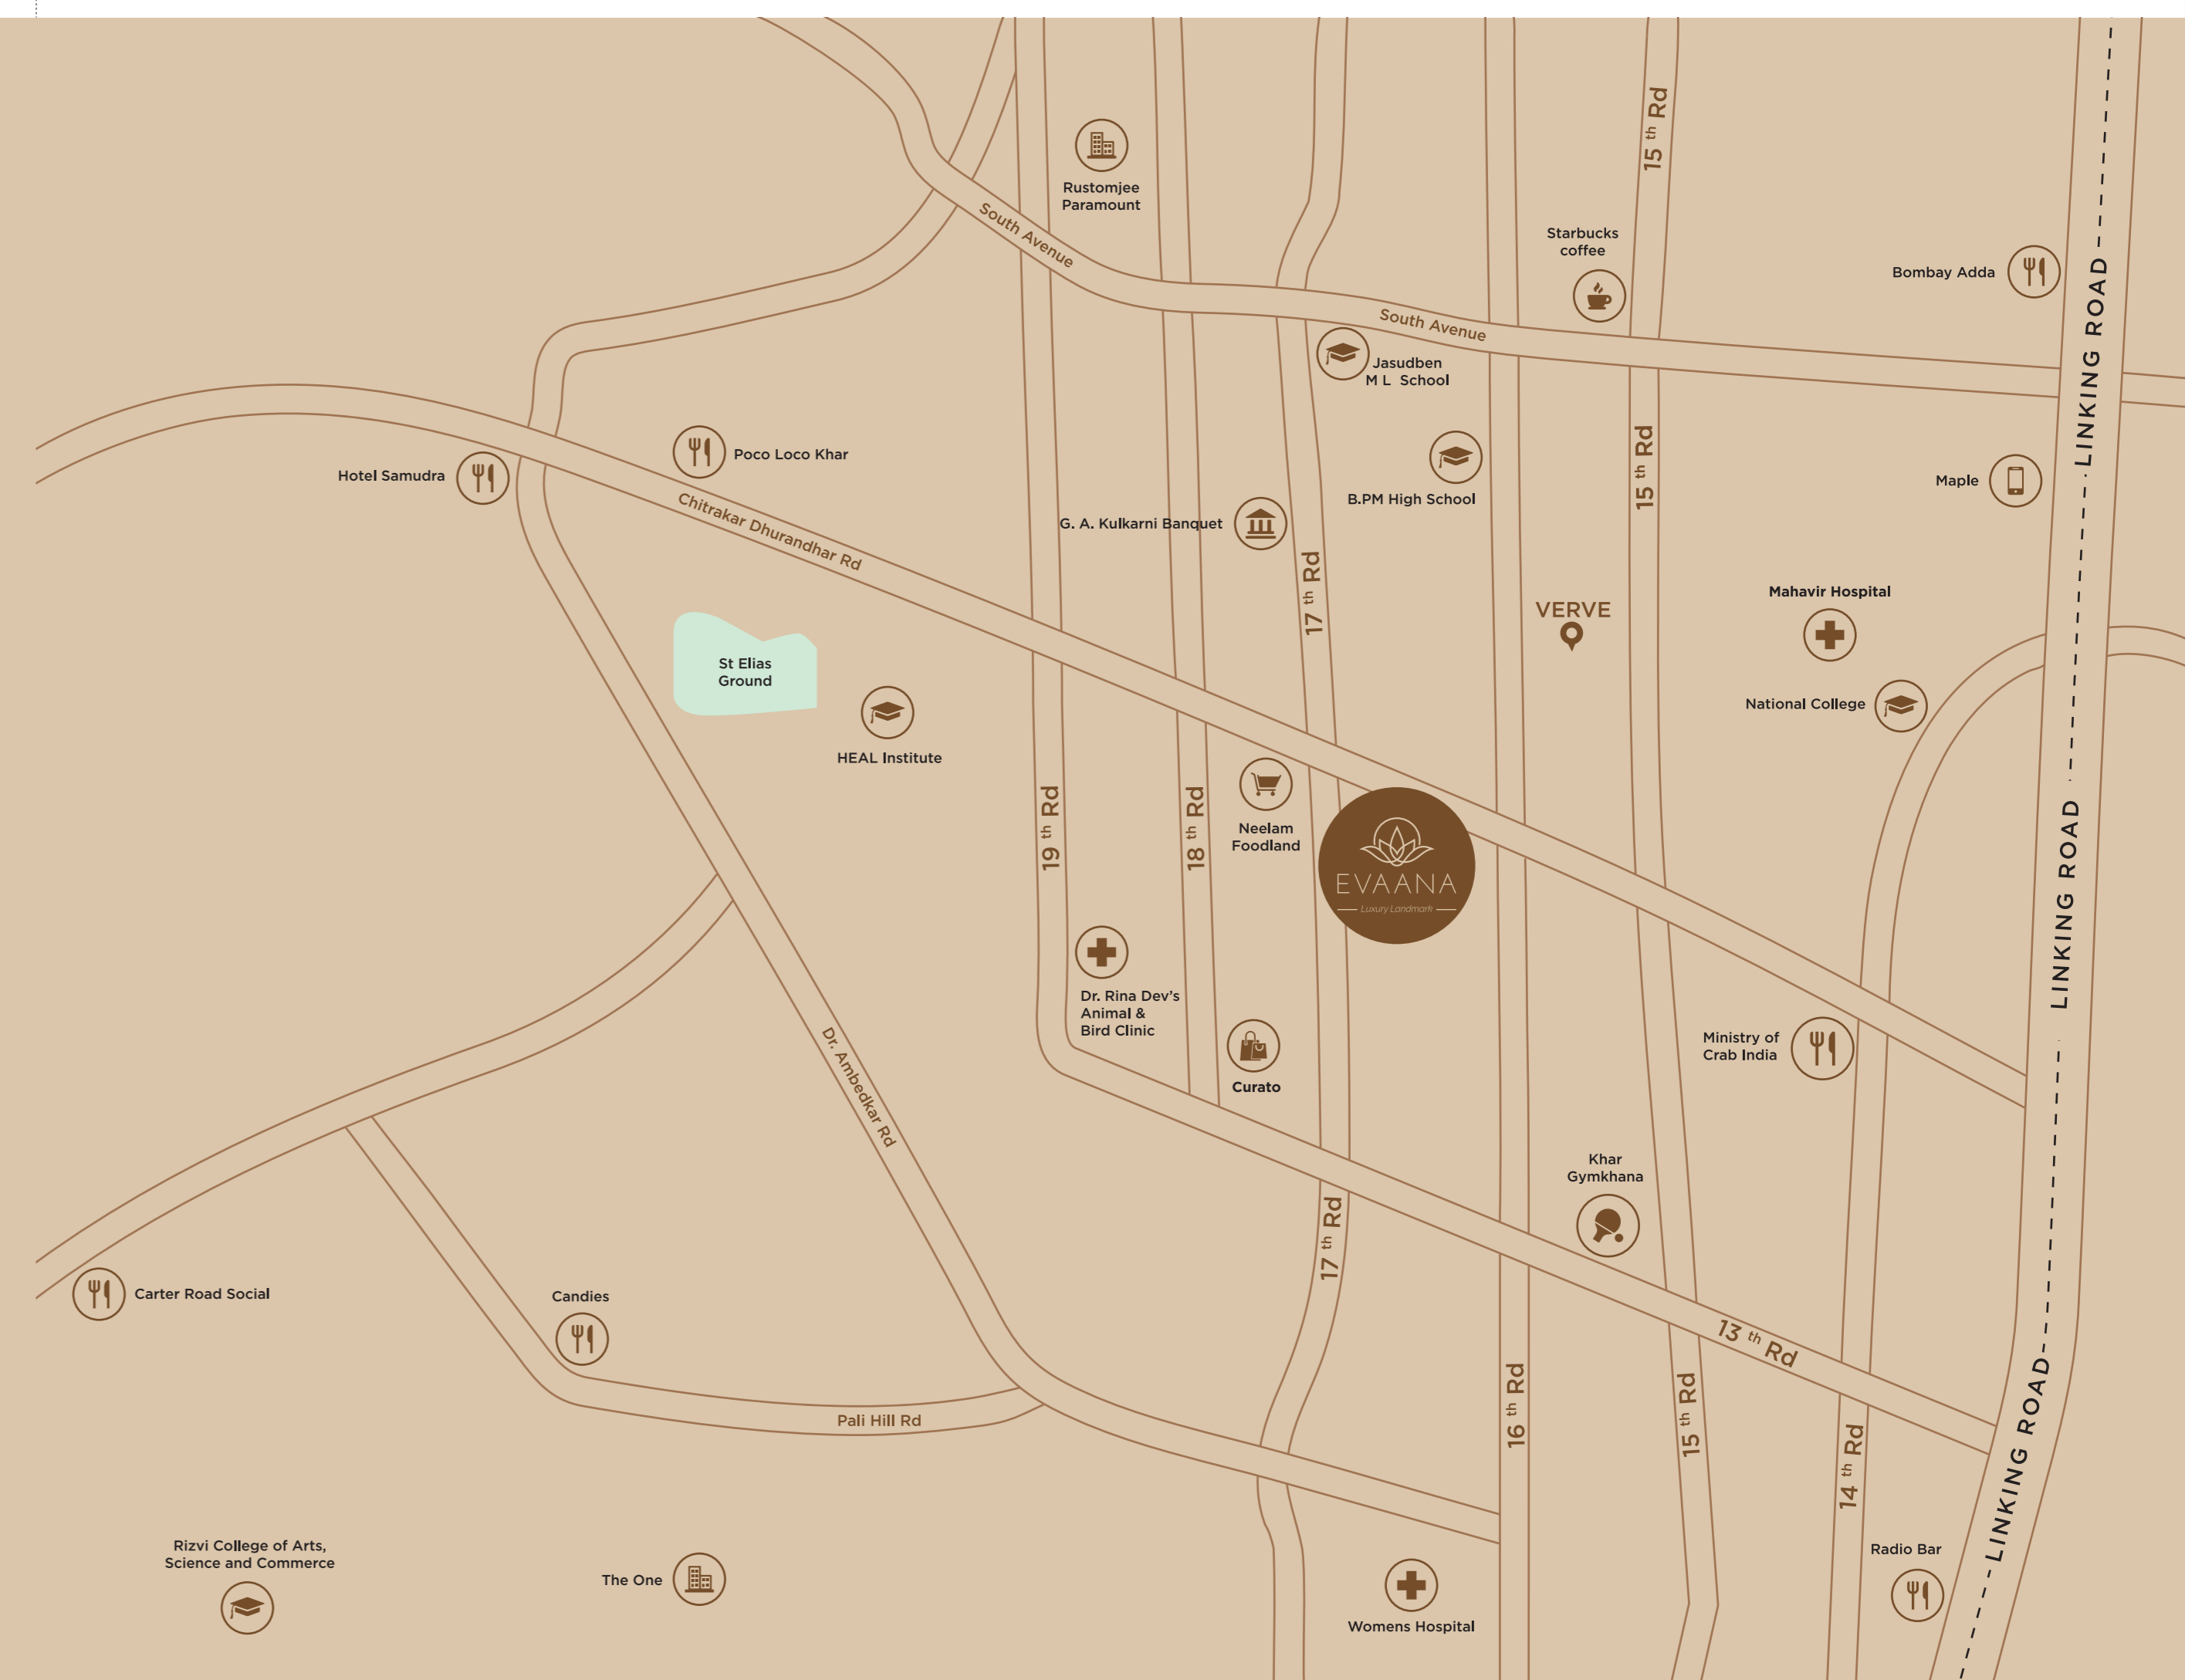 15 th Rd
Rustomjee
Paramount
South Avenue
Starbucks
coffee
Bombay Adda
LINKING ROAD
South Avenue
Jasudben
M L School
Poco Loco Khar
Hotel Samudra
B.PM High School
15 th Rd
Maple
Chitrakar Dhurandhar Rd
G. A. Kulkarni Banquet
17 th Rd
VERVE
Mahavir Hospital
St Elias
Ground
National College
HEAL Institute
19 th Rd
18 th Rd
Neelam
Foodland
EVAANA
Luxury Landmark
LINKING ROAD
Dr. Rina Dev's
Animal &
Bird Clinic
Curato
Ministry of
Crab India
Dr. Ambedkar Rd
Khar
Gymkhana
17 th Rd
Carter Road Social
Candies
13 th Rd
Pali Hill Rd
16 th Rd
15 th Rd
14 th Rd
LINKING ROAD
Rizvi College of Arts,
Science and Commerce
The One
Womens Hospital
Radio Bar